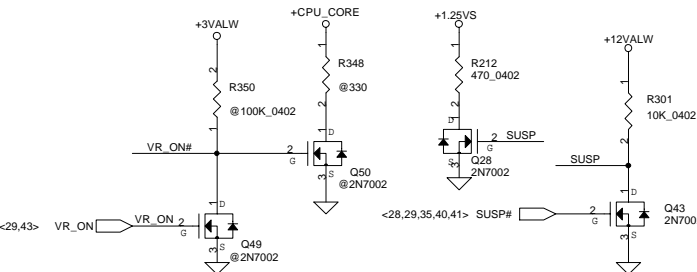 +3VALW
+CPU_CORE
+1.25VS
+12VALW
2
R350
@100K_0402
1
1
R348
@330
2
1
R212
470_0402
2
1
R301
10K_0402
2
VR_ON#
2
G
1
D
3
S
Q50
@2N7002
1
D
3
S
2
G
SUSP
Q28
2N7002
SUSP
<29,43>
VR_ON
VR_ON
2
G
1
D
3
S
Q49
@2N7002
<28,29,35,40,41>
SUSP#
2
G
1
D
3
S
Q43
2N700